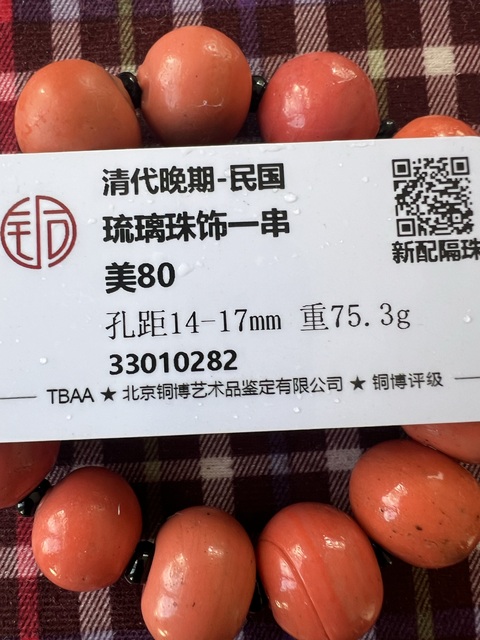 清代晚期-民国
琉璃珠饰一串
美80
新配隔珠
孔距14-17mm 重75.3g
33010282
TBAA ★ 北京铜博艺术品鉴定有限公司 ★ 铜博评级